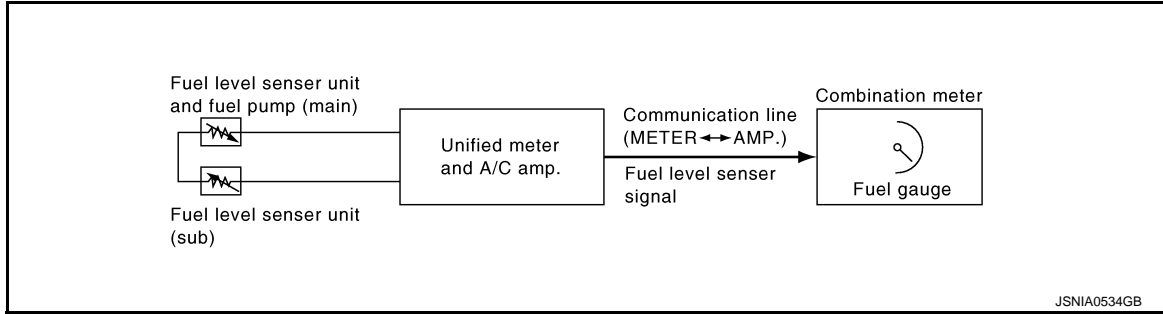 Fuel level senser unit
and fuel pump (main)
Fuel level senser unit
(sub)
Unified meter
and A/C amp.
Communication line
(METER↔AMP.)
Fuel level senser
signal
Combination meter
Fuel gauge
JSNIA0534GB